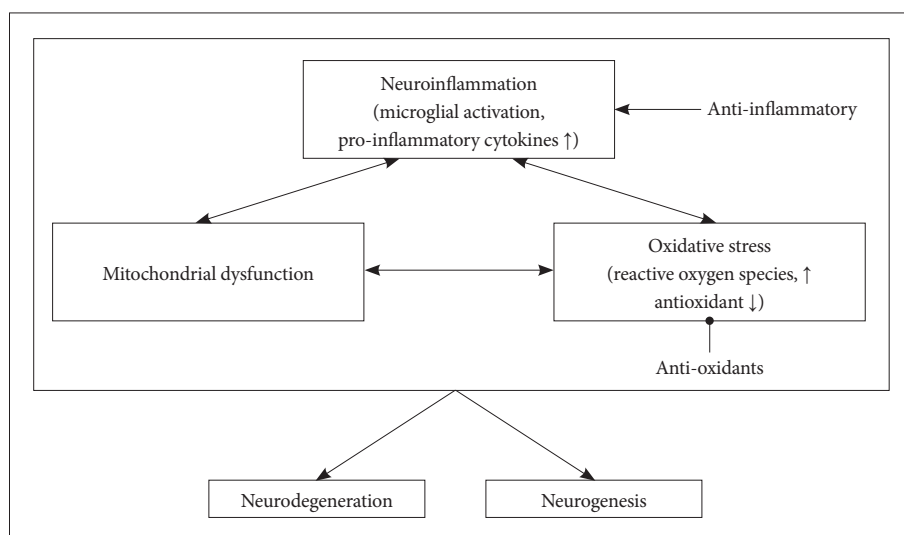 Neuroinflammation
(microglial activation,
pro-inflammatory cytokines ↑)
Anti-inflammatory
Mitochondrial dysfunction
Oxidative stress
(reactive oxygen species, ↑
antioxidant ↓)
Anti-oxidants
Neurodegeneration
Neurogenesis